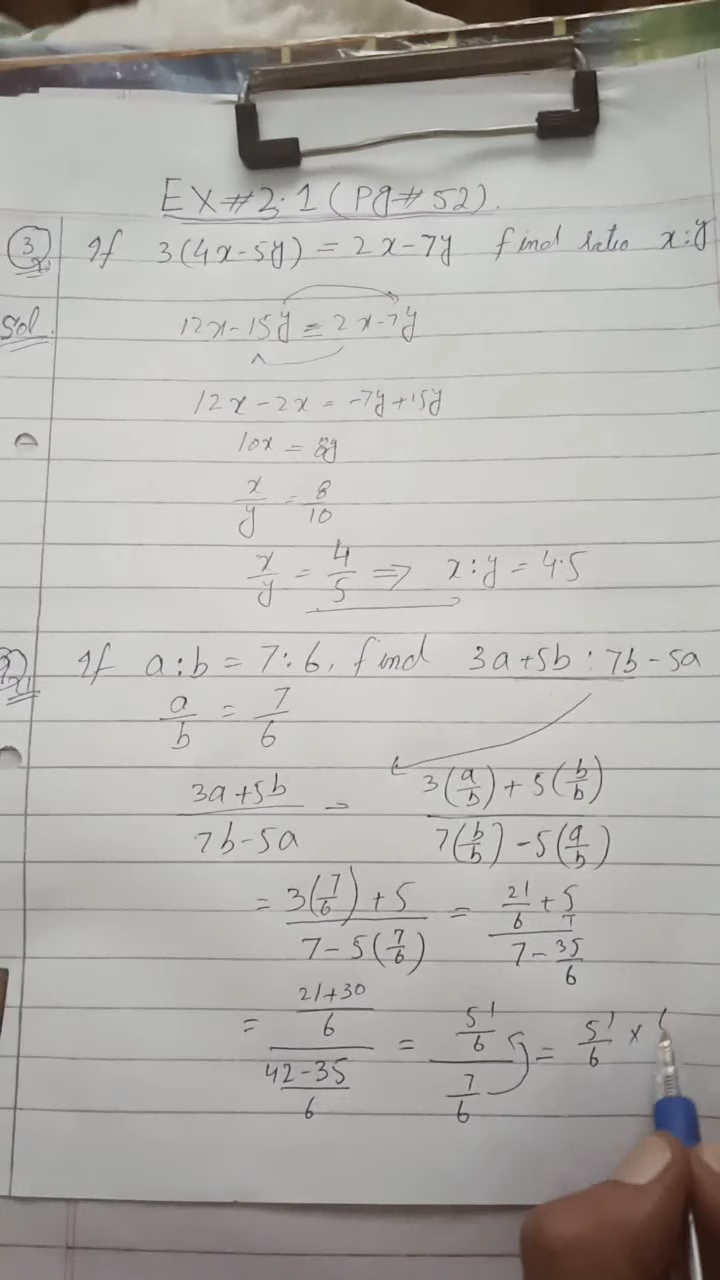 EX#2.1 (Pg#52).
3 If 3(4x-5y) = 2x-7y find ratio x:y
Sol.
12x-15y = 2x-7y
12x-2x = -7y+15y
10x = 8y
x/y = 8/10
x/y = 4/5 ⇒ x:y = 4:5
If a:b = 7:6, find 3a+5b : 7b-5a
a/b = 7/6
(3a+5b)/(7b-5a) = (3(a/b)+5(b/b))/(7(b/b)-5(a/b))
= (3(7/6)+5)/(7-5(7/6)) = (21/6+5/1)/(7-35/6)
= ((21+30)/6)/((42-35)/6) = (51/6)/(7/6) = 51/6 ×